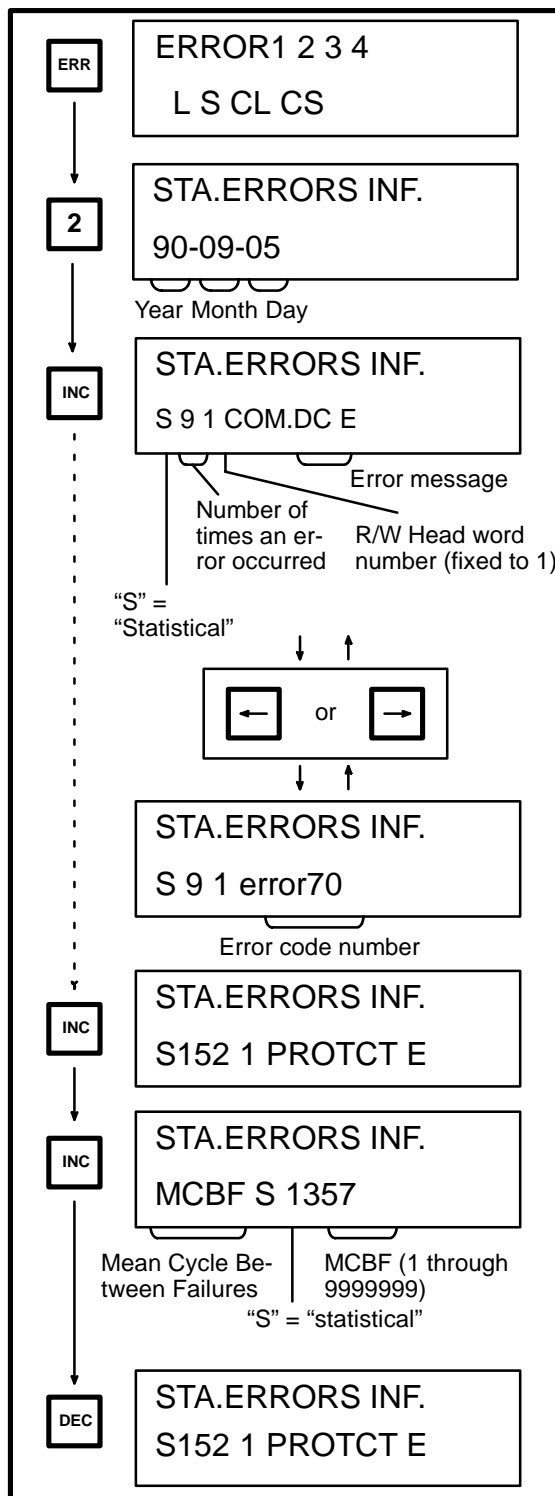 ERR
ERROR1 2 3 4
L S CL CS
2
STA.ERRORS INF.
90-09-05
Year Month Day
INC
STA.ERRORS INF.
S 9 1 COM.DC E
Error message
Number of
times an er-
ror occurred
R/W Head word
number (fixed to 1)
“S” =
“Statistical”
← or →
STA.ERRORS INF.
S 9 1 error70
Error code number
INC
STA.ERRORS INF.
S152 1 PROTCT E
INC
STA.ERRORS INF.
MCBF S 1357
Mean Cycle Be-
tween Failures
MCBF (1 through
9999999)
“S” = “statistical”
DEC
STA.ERRORS INF.
S152 1 PROTCT E